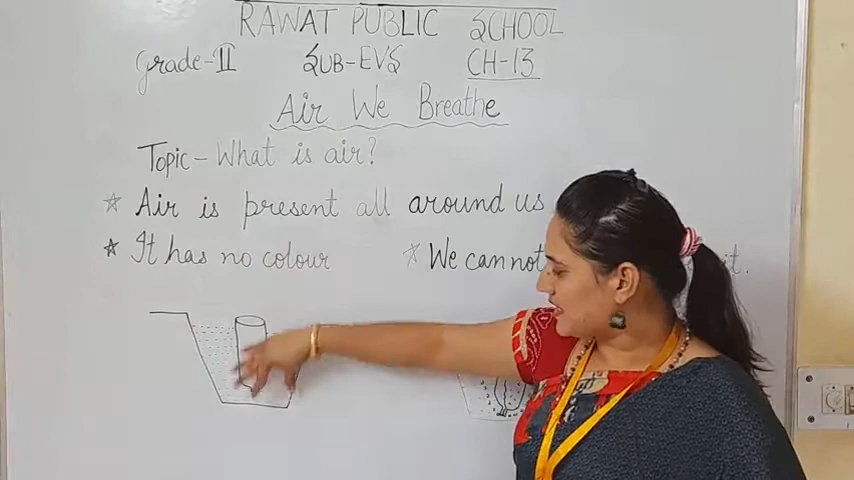 RAWAT PUBLIC SCHOOL
Grade-II SUB-EVS CH-13
Air We Breathe
Topic- What is air?
☆ Air is present all around us
☆ It has no colour ☆ We cannot it.